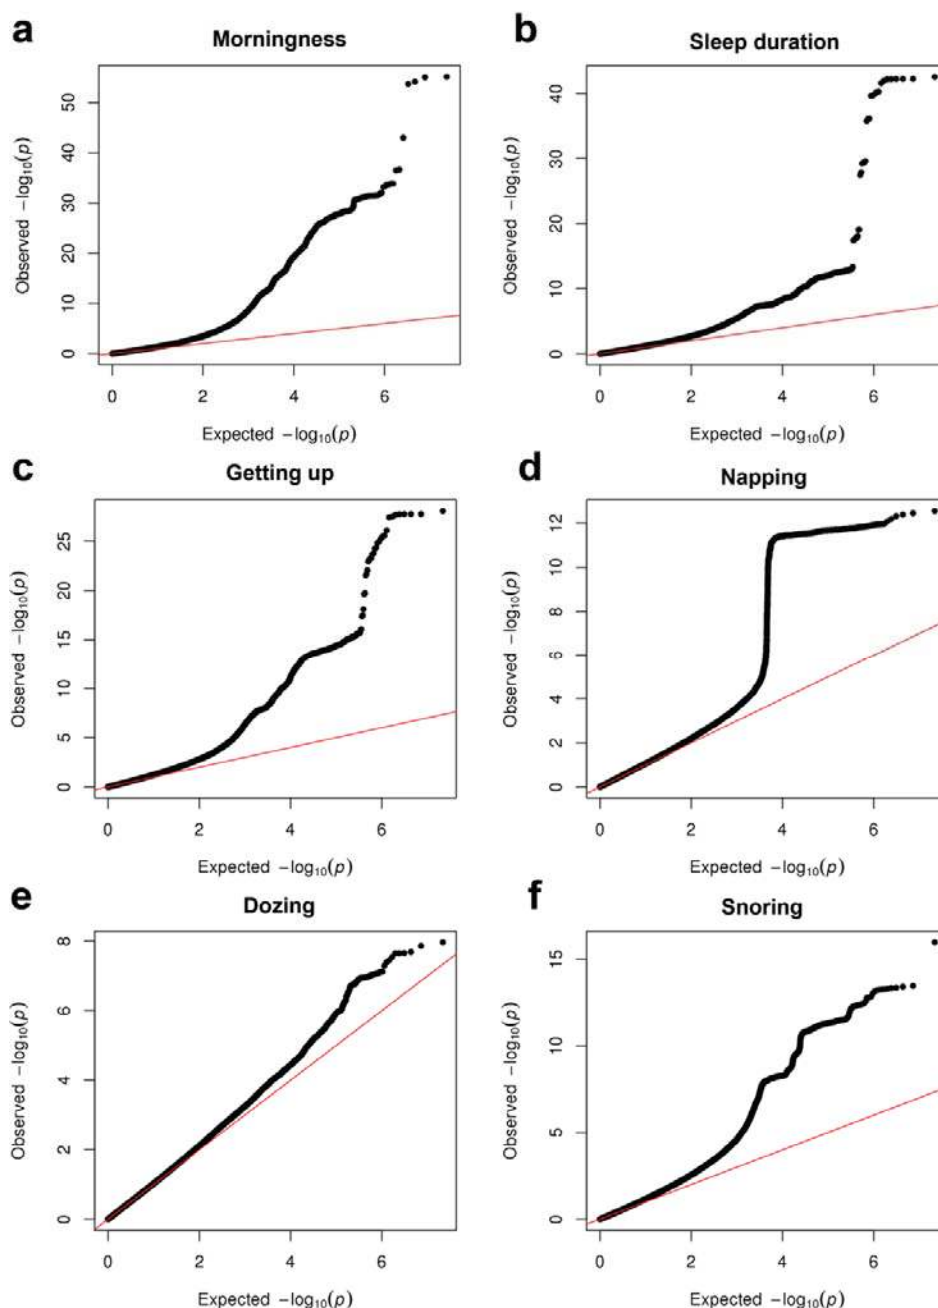 a Morningness
Observed −log10(p)
0 10 20 30 40 50
0 2 4 6
Expected −log10(p)
b Sleep duration
Observed −log10(p)
0 10 20 30 40
0 2 4 6
Expected −log10(p)
c Getting up
Observed −log10(p)
0 5 10 15 20 25
0 2 4 6
Expected −log10(p)
d Napping
Observed −log10(p)
0 2 4 6 8 10 12
0 2 4 6
Expected −log10(p)
e Dozing
Observed −log10(p)
0 2 4 6 8
0 2 4 6
Expected −log10(p)
f Snoring
Observed −log10(p)
0 5 10 15
0 2 4 6
Expected −log10(p)